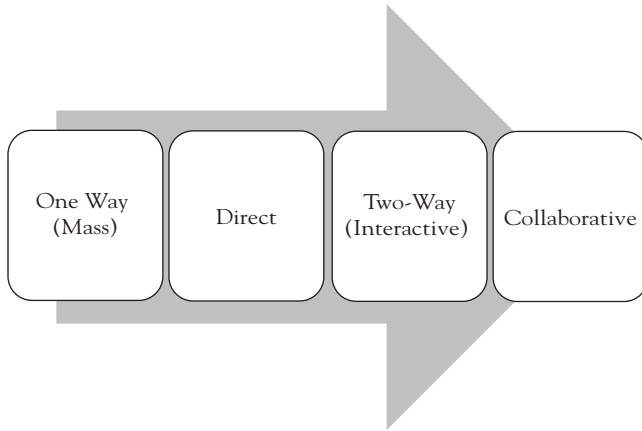 One Way
(Mass)
Direct
Two-Way
(Interactive)
Collaborative